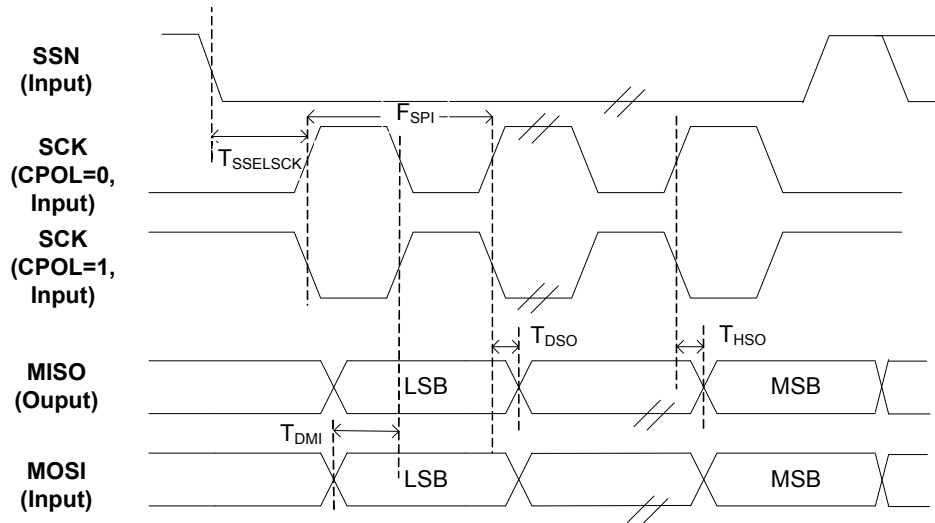 SSN
(Input)
F_SPI
T_SSELSCK
SCK
(CPOL=0,
Input)
SCK
(CPOL=1,
Input)
T_DSO
T_HSO
MISO
(Ouput)
LSB
MSB
T_DMI
MOSI
(Input)
LSB
MSB